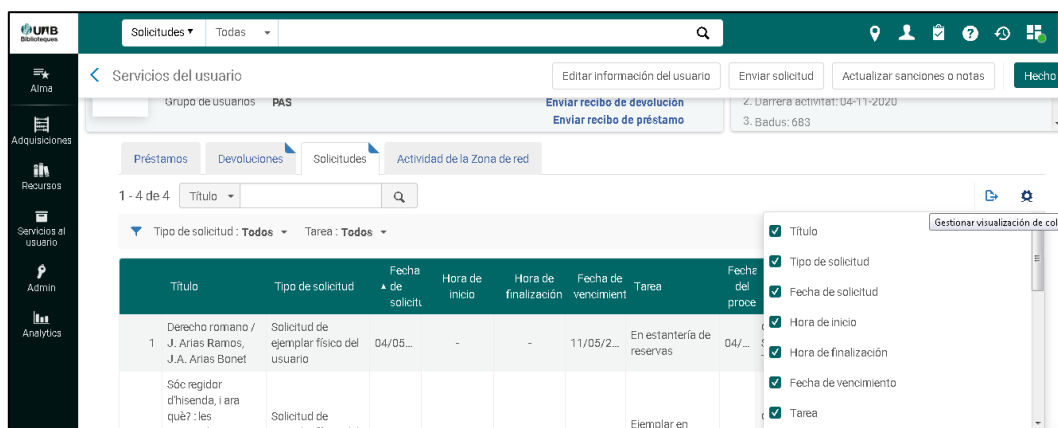 UAB
Biblioteques
Solicitudes
Todas
Alma
Adquisiciones
Recursos
Servicios al
usuario
Admin
Analytics
Servicios del usuario
Editar información del usuario
Enviar solicitud
Actualizar sanciones o notas
Hecho
Grupo de usuarios PAS
Enviar recibo de devolución
Enviar recibo de préstamo
2. Darrera activitat: 04-11-2020
3. Badus: 683
Préstamos
Devoluciones
Solicitudes
Actividad de la Zona de red
1 - 4 de 4
Título
Gestionar visualización de col
Tipo de solicitud : Todos
Tarea : Todos
Título
Tipo de solicitud
Fecha
de
solicitu
Hora de
inicio
Hora de
finalización
Fecha de
vencimient
Tarea
Fecha
del
proce
1
Derecho romano /
J. Arias Ramos,
J.A. Arias Bonet
Solicitud de
ejemplar físico del
usuario
04/05...
-
-
11/05/2...
En estantería de
reservas
04/...
Sóc regidor
d'hisenda, i ara
què? : les
Solicitud de
Ejemplar en
Título
Tipo de solicitud
Fecha de solicitud
Hora de inicio
Hora de finalización
Fecha de vencimiento
Tarea